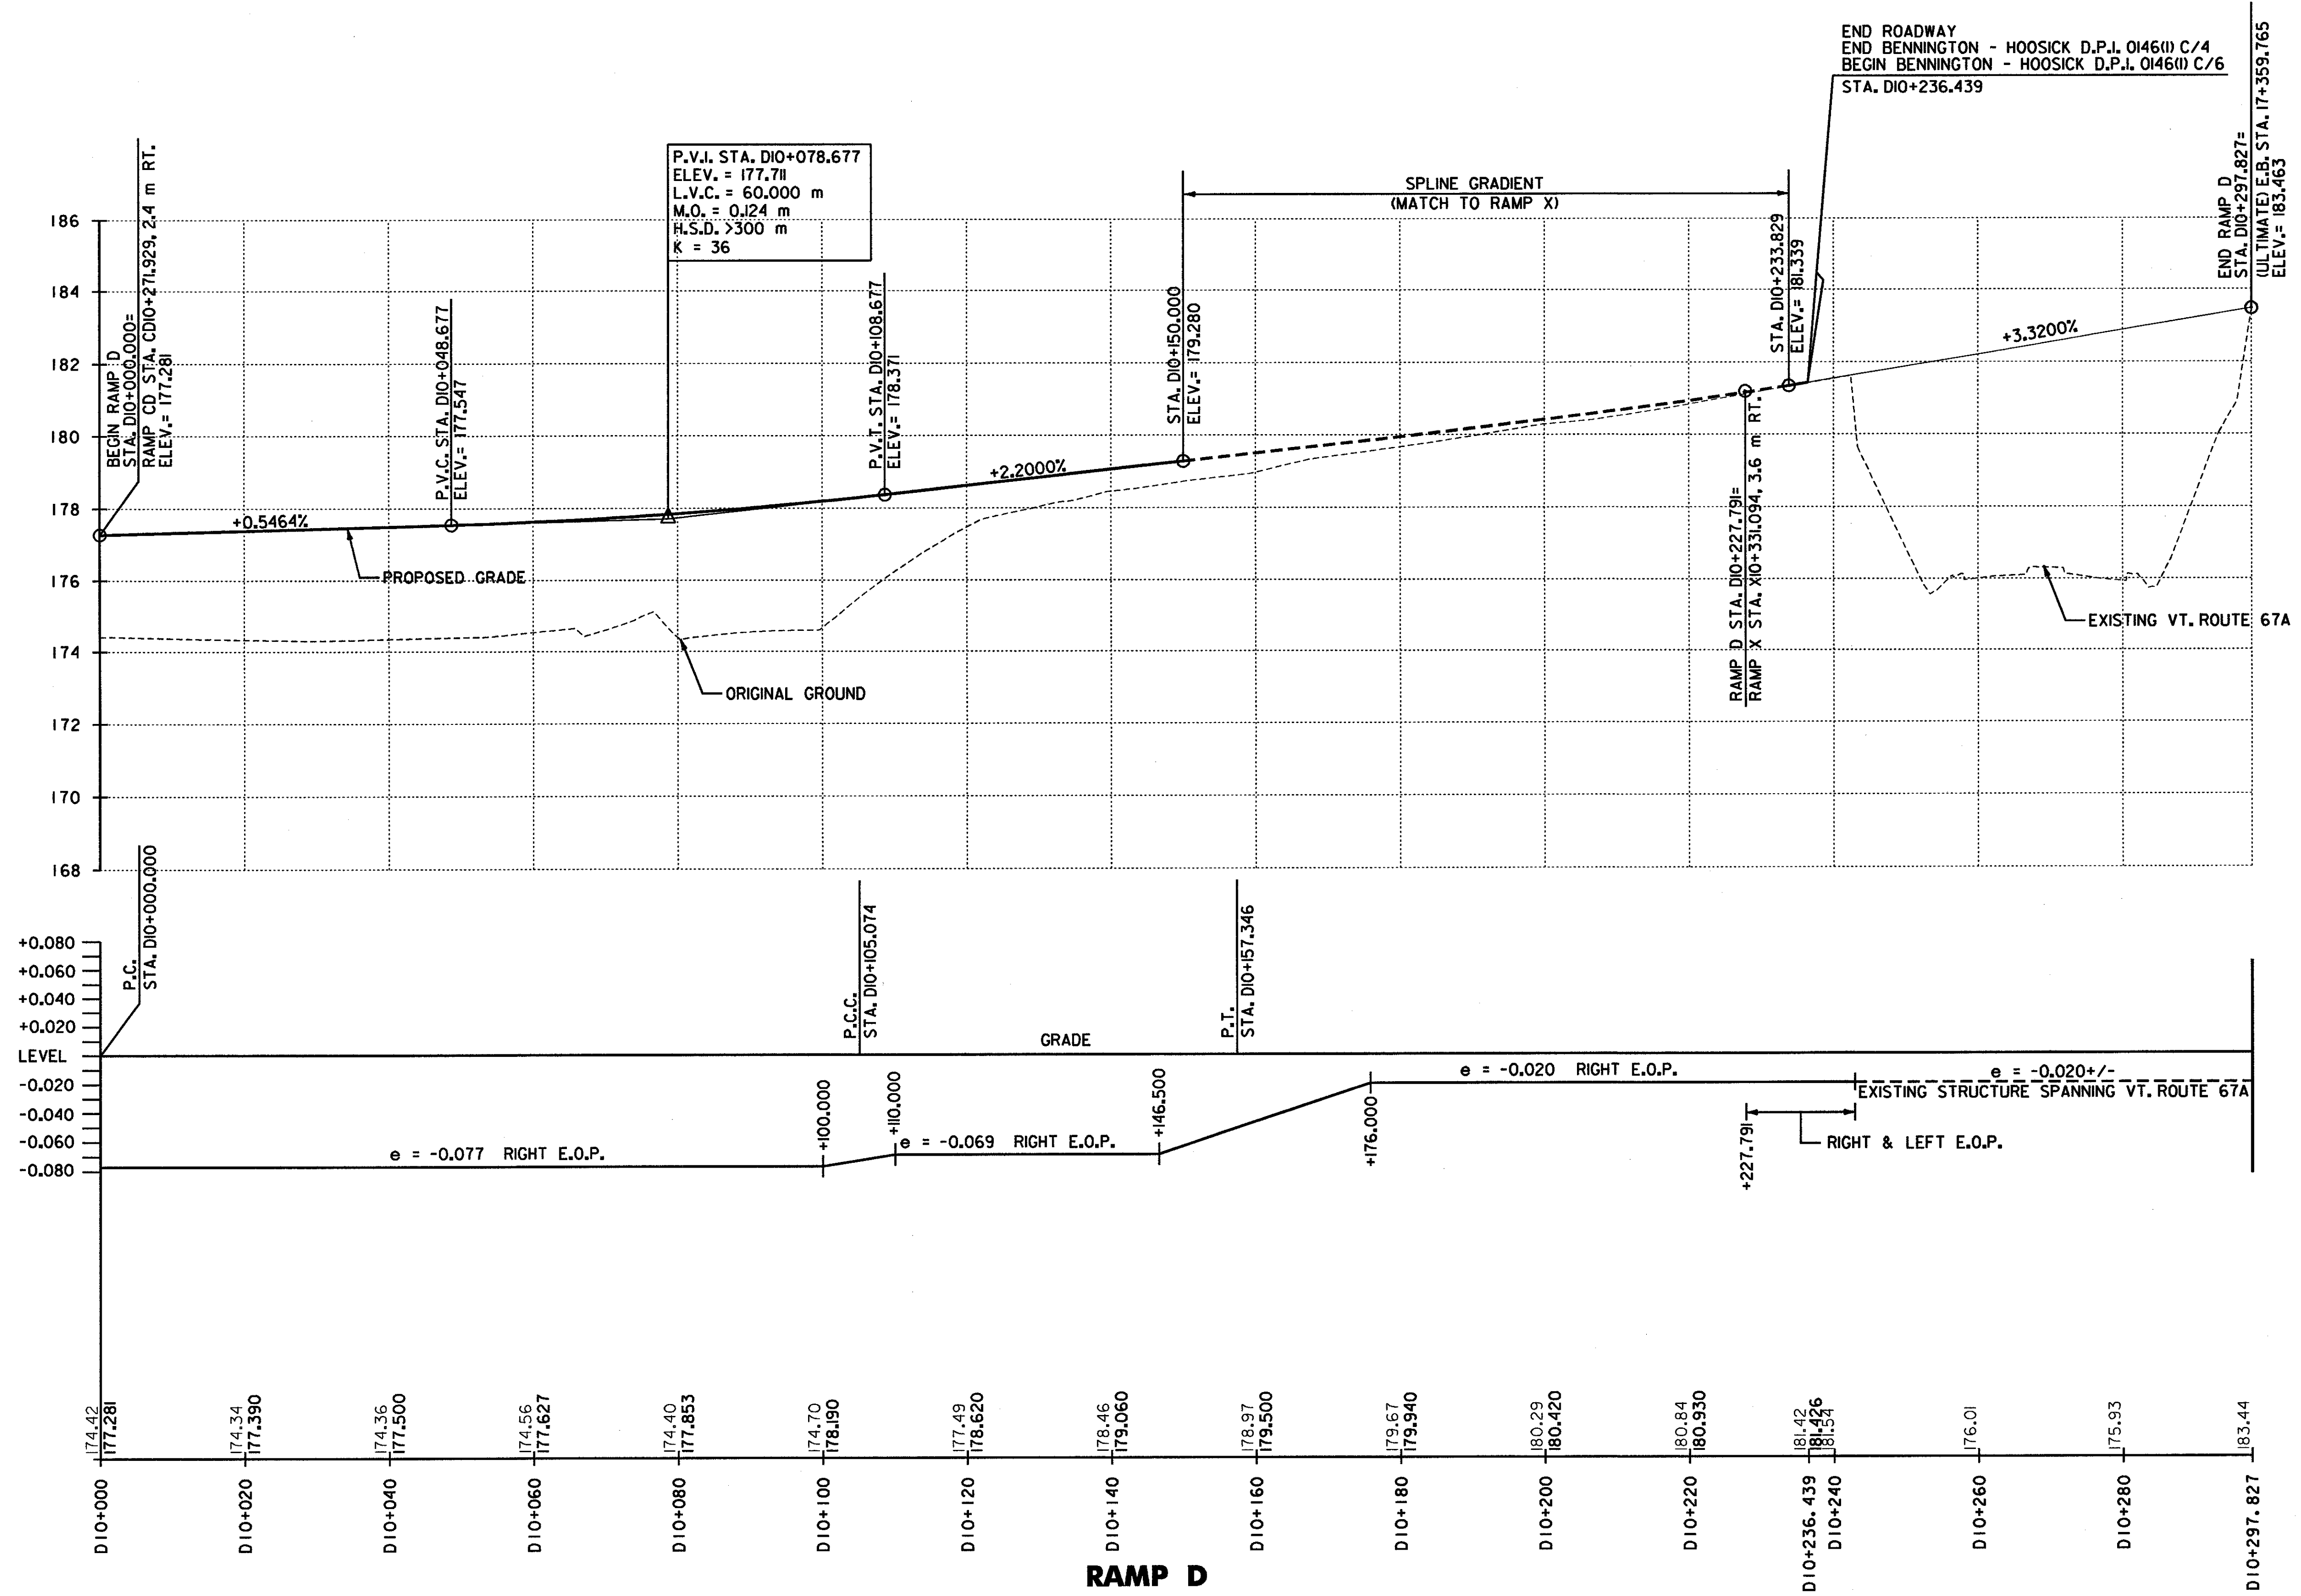 END ROADWAY
END BENNINGTON - HOOSICK D.P.I. 0146(1) C/4
BEGIN BENNINGTON - HOOSICK D.P.I. 0146(1) C/6
STA. D10+236.439
BEGIN RAMP D
STA. D10+000.000=
RAMP CD STA. CD10+271.929, 2.4 m RT.
ELEV.= 177.281
P.V.C. STA. D10+048.677
ELEV.= 177.547
P.V.I. STA. D10+078.677
ELEV. = 177.711
L.V.C. = 60.000 m
M.O. = 0.124 m
H.S.D. >300 m
K = 36
P.V.T. STA. D10+108.677
ELEV.= 178.371
STA. D10+150.000
ELEV.= 179.280
SPLINE GRADIENT
(MATCH TO RAMP X)
STA. D10+233.829
ELEV.= 181.339
END RAMP D
STA. D10+297.827=
(ULTIMATE) E.B. STA. 17+359.765
ELEV.= 183.463
186
184
182
180
178
176
174
172
170
168
+0.5464%
+2.2000%
+3.3200%
PROPOSED GRADE
ORIGINAL GROUND
RAMP D STA. D10+227.791=
RAMP X STA. X10+331.094, 3.6 m RT.
EXISTING VT. ROUTE 67A
P.C.
STA. D10+000.000
P.C.C.
STA. D10+105.074
P.T.
STA. D10+157.346
+0.080
+0.060
+0.040
+0.020
LEVEL
-0.020
-0.040
-0.060
-0.080
GRADE
e = -0.077 RIGHT E.O.P.
+100.000
+110.000
e = -0.069 RIGHT E.O.P.
+146.500
+176.000
e = -0.020 RIGHT E.O.P.
e = -0.020+/-
EXISTING STRUCTURE SPANNING VT. ROUTE 67A
+227.791
RIGHT & LEFT E.O.P.
174.42
177.281
174.34
177.390
174.36
177.500
174.56
177.627
174.40
177.853
174.70
178.190
177.49
178.620
178.46
179.060
178.97
179.500
179.67
179.940
180.29
180.420
180.84
180.930
181.42
181.426
181.54
176.01
175.93
183.44
D10+000
D10+020
D10+040
D10+060
D10+080
D10+100
D10+120
D10+140
D10+160
D10+180
D10+200
D10+220
D10+236.439
D10+240
D10+260
D10+280
D10+297.827
RAMP D